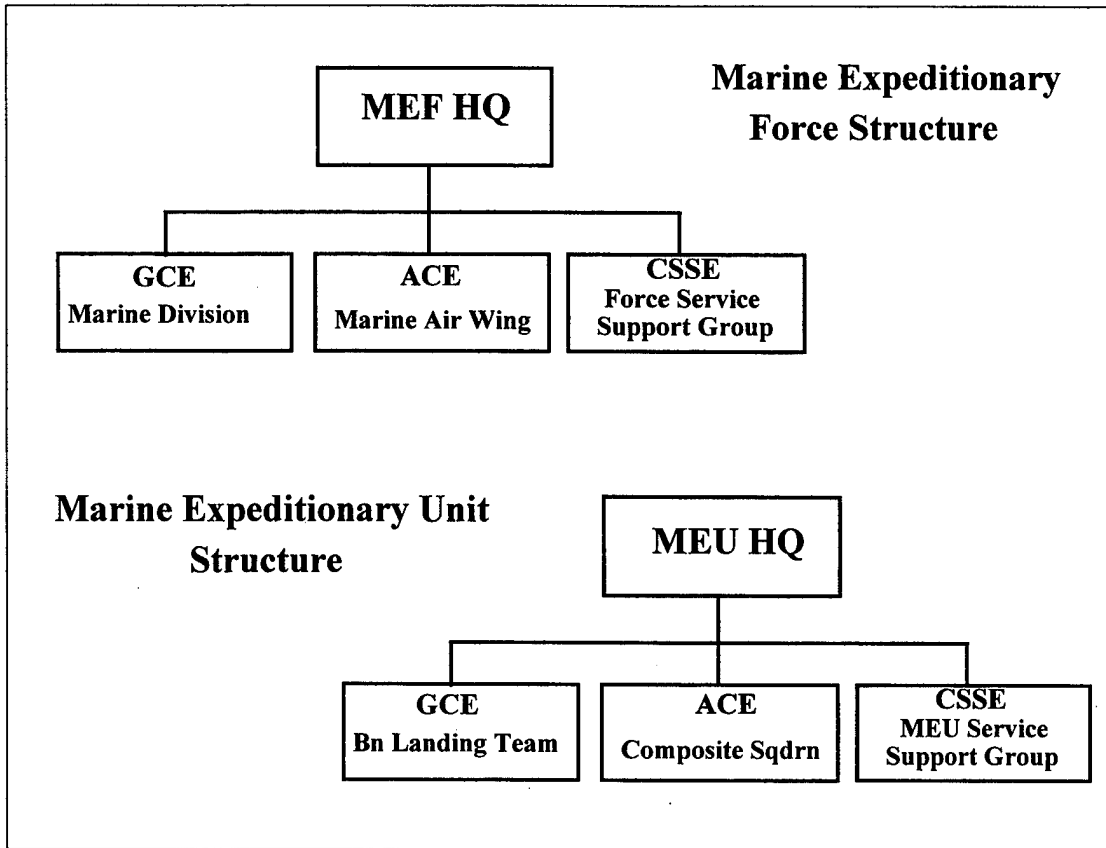 Marine Expeditionary
Force Structure
MEF HQ
GCE
Marine Division
ACE
Marine Air Wing
CSSE
Force Service
Support Group
Marine Expeditionary Unit
Structure
MEU HQ
GCE
Bn Landing Team
ACE
Composite Sqdrn
CSSE
MEU Service
Support Group